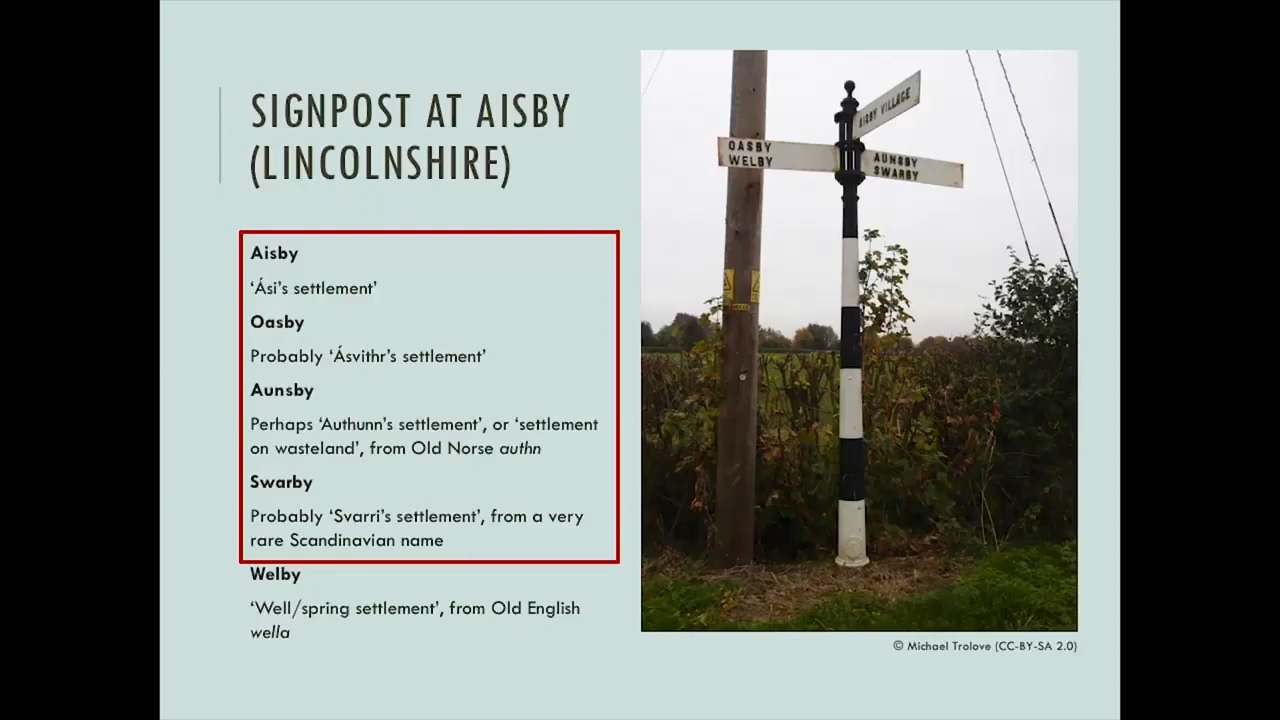 SIGNPOST AT AISBY
(LINCOLNSHIRE)
Aisby
‘Ási’s settlement’
Oasby
Probably ‘Ásvithr’s settlement’
Aunsby
Perhaps ‘Authunn’s settlement’, or ‘settlement
on wasteland’, from Old Norse authn
Swarby
Probably ‘Svarri’s settlement’, from a very
rare Scandinavian name
Welby
‘Well/spring settlement’, from Old English
wella
AISBY VILLAGE
OASBY
WELBY
AUNSBY
SWARBY
© Michael Trolove (CC-BY-SA 2.0)